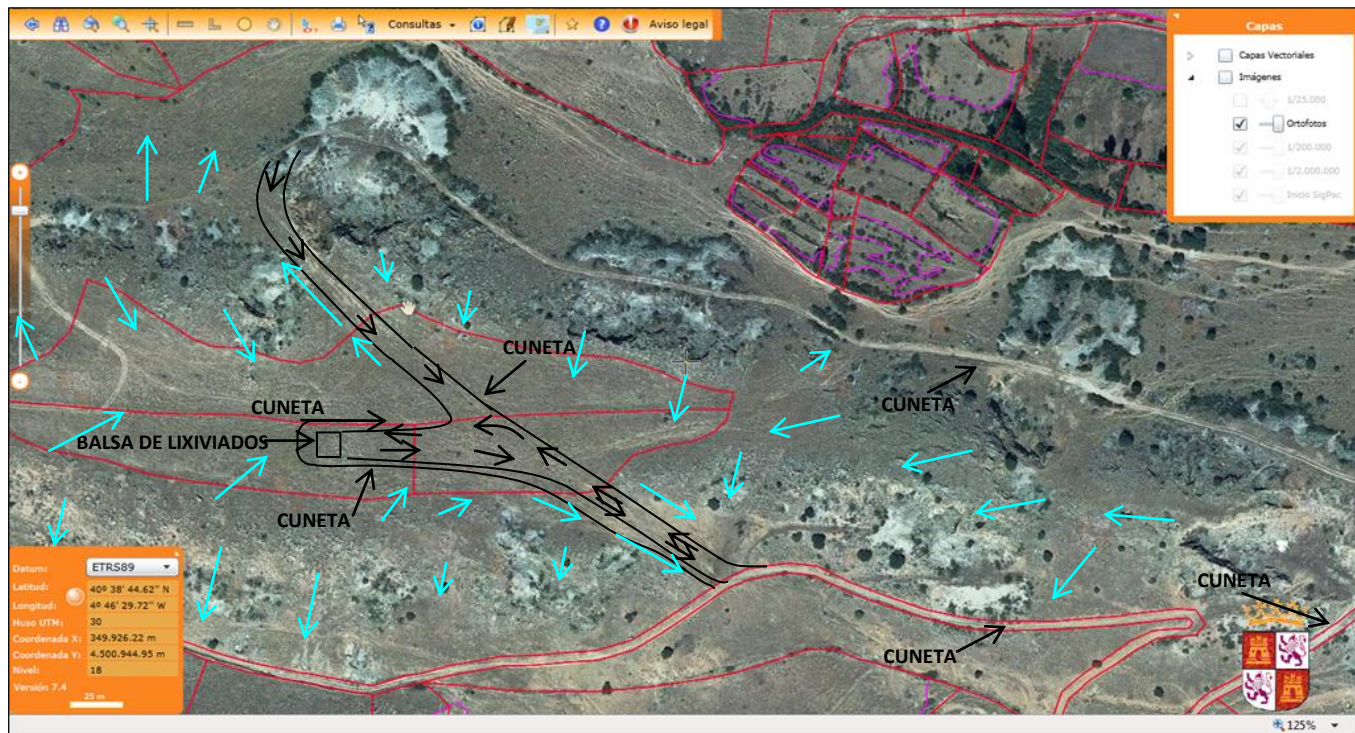 Consultas
Aviso legal
Capas
Capas Vectoriales
Imágenes
1/25.000
Ortofotos
1/200.000
1/2.000.000
Inicio SigPac
CUNETA
CUNETA
CUNETA
BALSA DE LIXIVIADOS
CUNETA
CUNETA
CUNETA
Datum: ETRS89
Latitud: 40º 38' 44.62'' N
Longitud: 4º 46' 29.72'' W
Huso UTM: 30
Coordenada X: 349.926.22 m
Coordenada Y: 4.500.944.95 m
Nivel: 18
Versión 7.4
25 m
125%